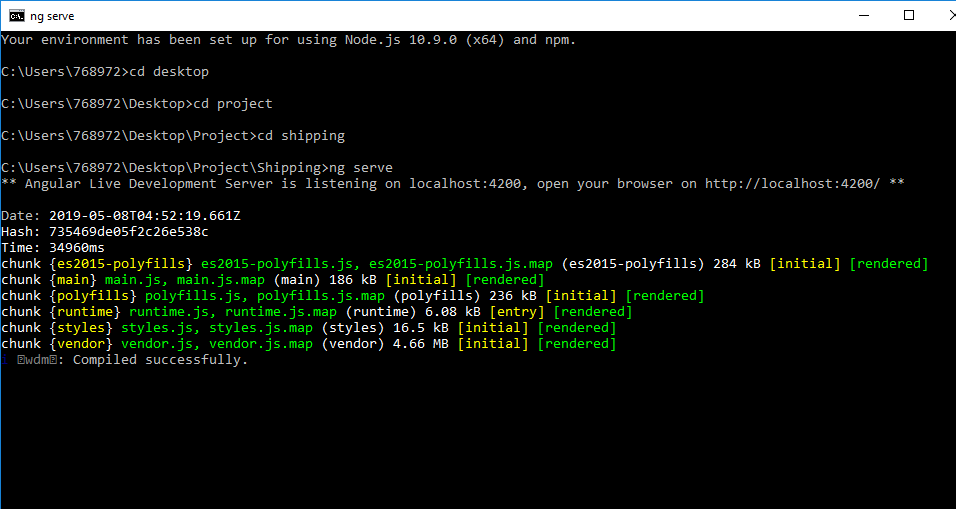 ng serve
Your environment has been set up for using Node.js 10.9.0 (x64) and npm.
C:\Users\768972>cd desktop
C:\Users\768972\Desktop>cd project
C:\Users\768972\Desktop\Project>cd shipping
C:\Users\768972\Desktop\Project\Shipping>ng serve
** Angular Live Development Server is listening on localhost:4200, open your browser on http://localhost:4200/ **
Date: 2019-05-08T04:52:19.661Z
Hash: 735469de05f2c26e538c
Time: 34960ms
chunk {es2015-polyfills} es2015-polyfills.js, es2015-polyfills.js.map (es2015-polyfills) 284 kB [initial] [rendered]
chunk {main} main.js, main.js.map (main) 186 kB [initial] [rendered]
chunk {polyfills} polyfills.js, polyfills.js.map (polyfills) 236 kB [initial] [rendered]
chunk {runtime} runtime.js, runtime.js.map (runtime) 6.08 kB [entry] [rendered]
chunk {styles} styles.js, styles.js.map (styles) 16.5 kB [initial] [rendered]
chunk {vendor} vendor.js, vendor.js.map (vendor) 4.66 MB [initial] [rendered]
wdm: Compiled successfully.